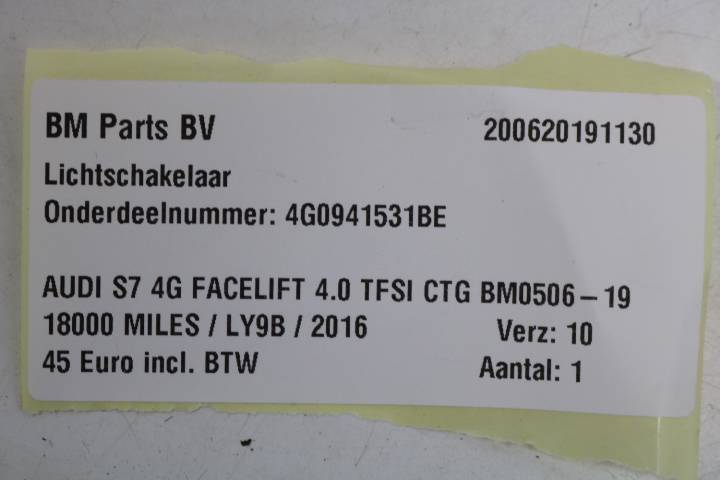 BM Parts BV 200620191130
Lichtschakelaar
Onderdeelnummer: 4G0941531BE
AUDI S7 4G FACELIFT 4.0 TFSI CTG BM0506-19
18000 MILES / LY9B / 2016 Verz: 10
45 Euro incl. BTW Aantal: 1